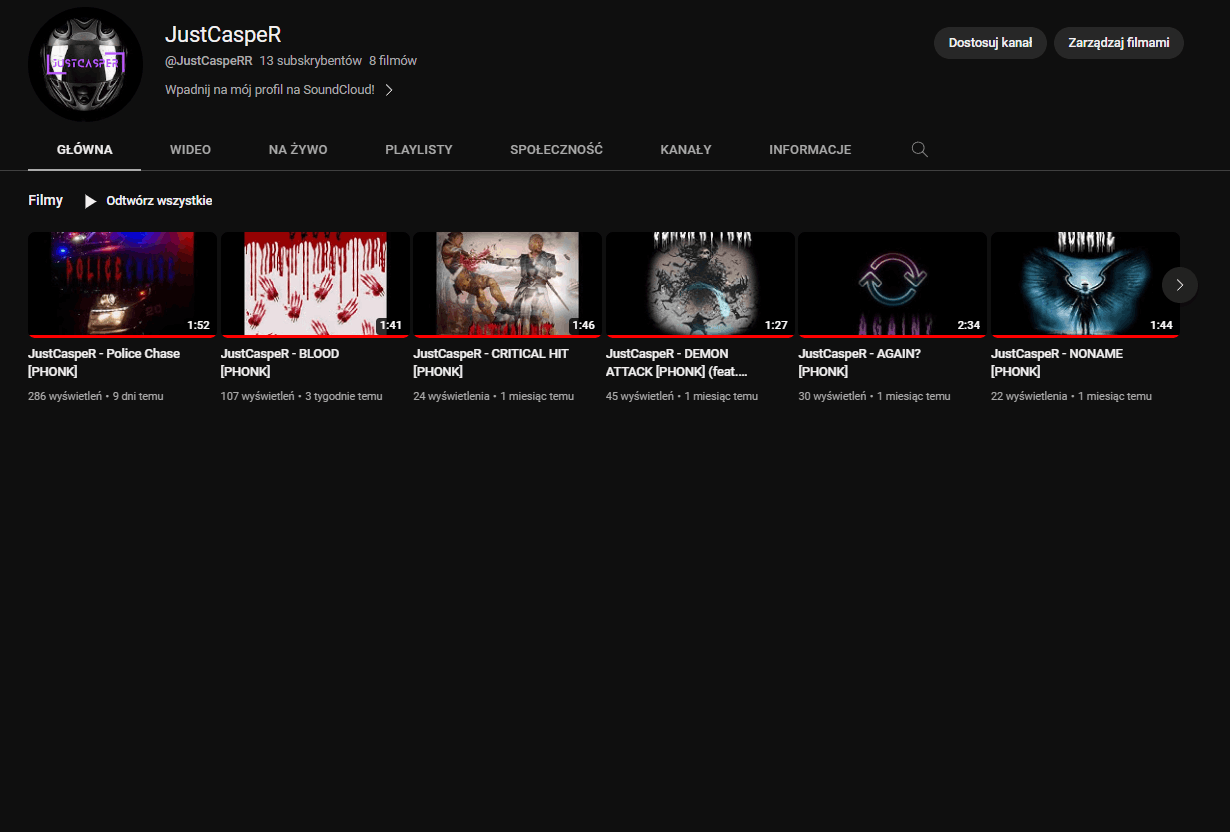 JustCaspeR
@JustCaspeRR 13 subskrybentów 8 filmów
Wpadnij na mój profil na SoundCloud!
Dostosuj kanał
Zarządzaj filmami
JUSTCASPER
GŁÓWNA WIDEO NA ŻYWO PLAYLISTY SPOŁECZNOŚĆ KANAŁY INFORMACJE
Filmy Odtwórz wszystkie
POLICE CHASE
1:52
1:41
CRITICAL HIT
1:46
DEMON ATTACK
1:27
AGAIN
2:34
NONAME
1:44
JustCaspeR - Police Chase
[PHONK]
286 wyświetleń • 9 dni temu
JustCaspeR - BLOOD
[PHONK]
107 wyświetleń • 3 tygodnie temu
JustCaspeR - CRITICAL HIT
[PHONK]
24 wyświetlenia • 1 miesiąc temu
JustCaspeR - DEMON
ATTACK [PHONK] (feat....
45 wyświetleń • 1 miesiąc temu
JustCaspeR - AGAIN?
[PHONK]
30 wyświetleń • 1 miesiąc temu
JustCaspeR - NONAME
[PHONK]
22 wyświetlenia • 1 miesiąc temu